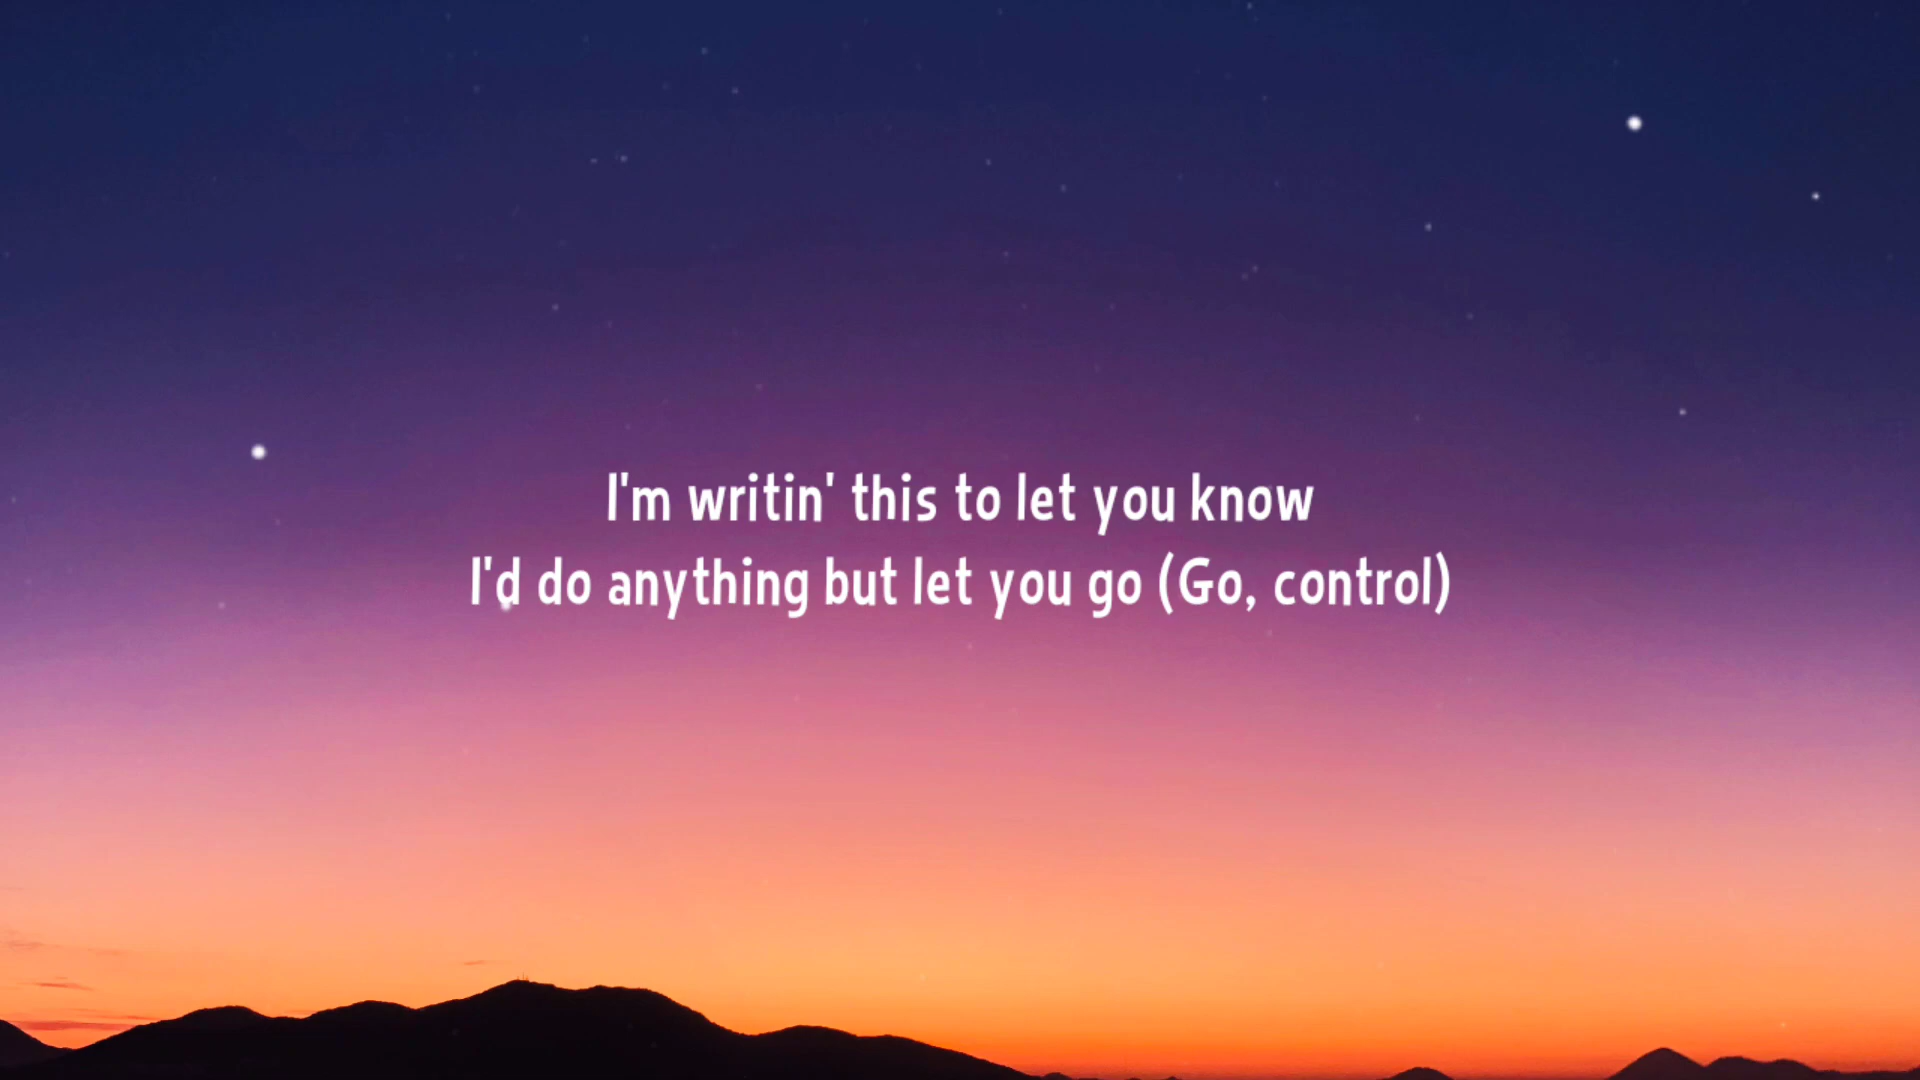 I'm writin' this to let you know
I'd do anything but let you go (Go, control)